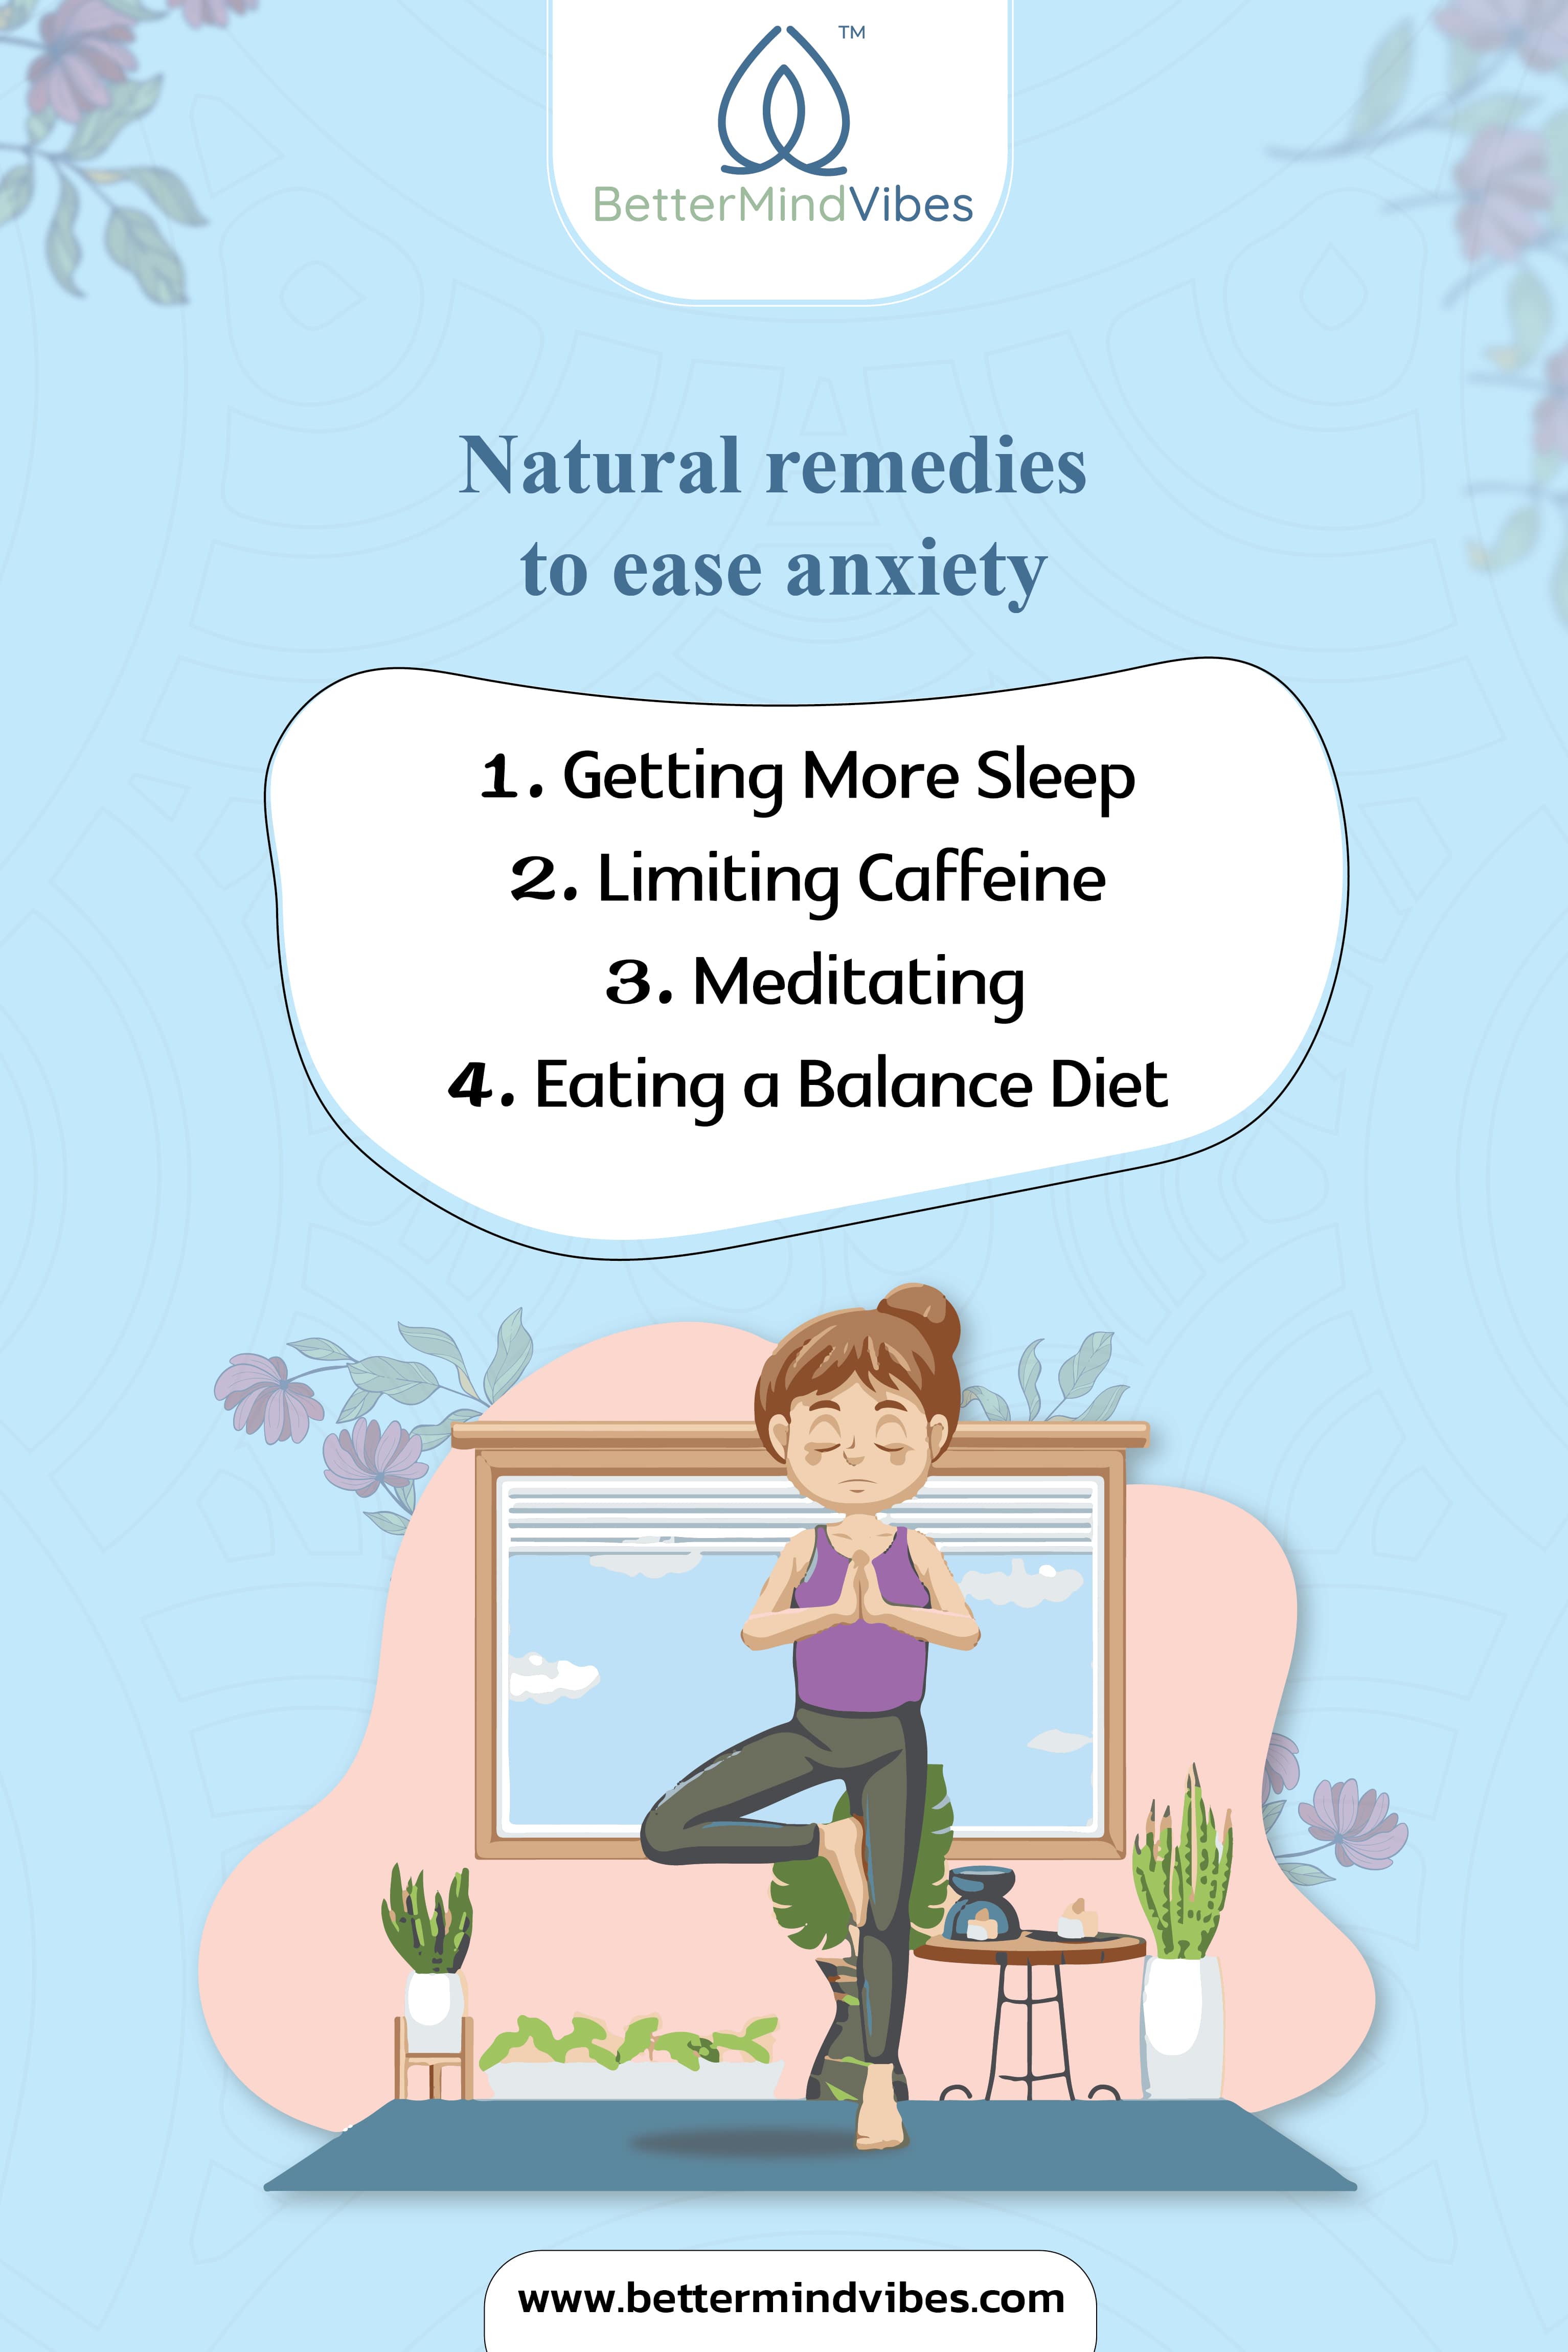 TM
BetterMindVibes
Natural remedies
to ease anxiety
1. Getting More Sleep
2. Limiting Caffeine
3. Meditating
4. Eating a Balance Diet
www.bettermindvibes.com